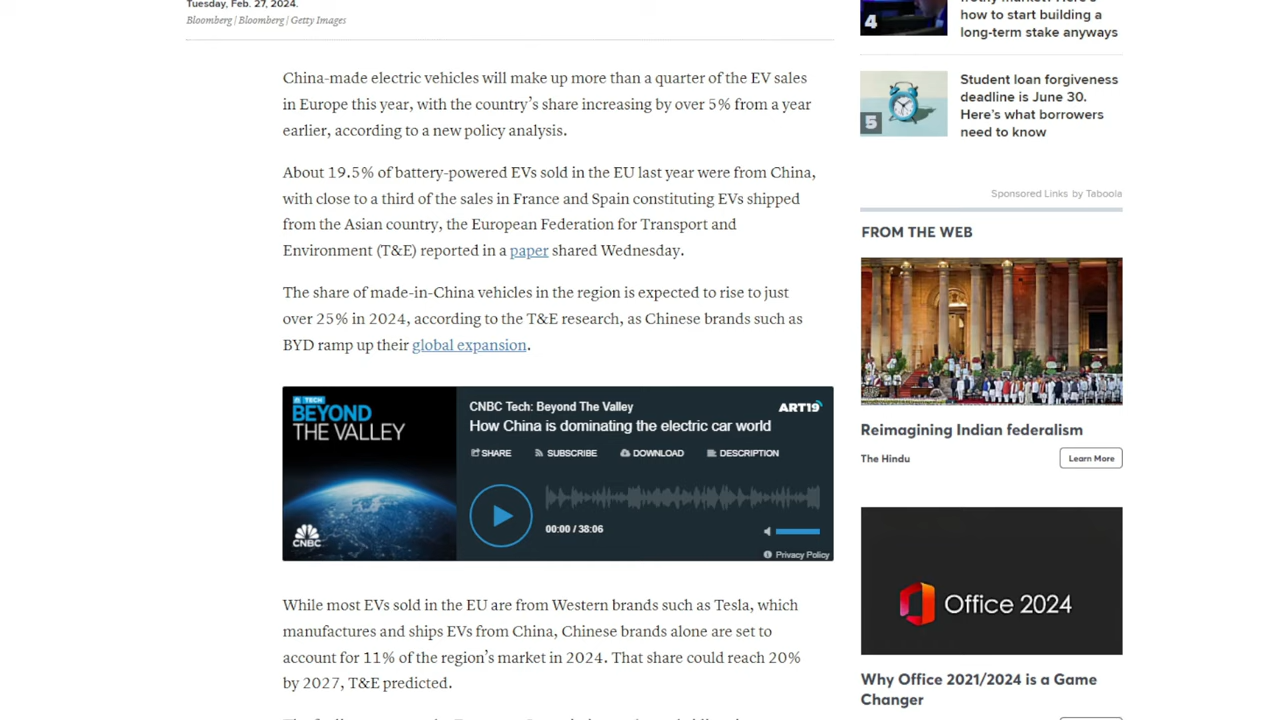 Tuesday, Feb. 27, 2024.
Bloomberg | Bloomberg | Getty Images
China-made electric vehicles will make up more than a quarter of the EV sales
in Europe this year, with the country's share increasing by over 5% from a year
earlier, according to a new policy analysis.
About 19.5% of battery-powered EVs sold in the EU last year were from China,
with close to a third of the sales in France and Spain constituting EVs shipped
from the Asian country, the European Federation for Transport and
Environment (T&E) reported in a paper shared Wednesday.
The share of made-in-China vehicles in the region is expected to rise to just
over 25% in 2024, according to the T&E research, as Chinese brands such as
BYD ramp up their global expansion.
TECH
BEYOND
THE VALLEY
CNBC
CNBC Tech: Beyond The Valley
ART19
How China is dominating the electric car world
SHARE SUBSCRIBE DOWNLOAD DESCRIPTION
00:00 / 38:06
Privacy Policy
While most EVs sold in the EU are from Western brands such as Tesla, which
manufactures and ships EVs from China, Chinese brands alone are set to
account for 11% of the region's market in 2024. That share could reach 20%
by 2027, T&E predicted.
4
how to start building a
long-term stake anyways
5
Student loan forgiveness
deadline is June 30.
Here's what borrowers
need to know
Sponsored Links by Taboola
FROM THE WEB
Reimagining Indian federalism
The Hindu
Learn More
Office 2024
Why Office 2021/2024 is a Game
Changer